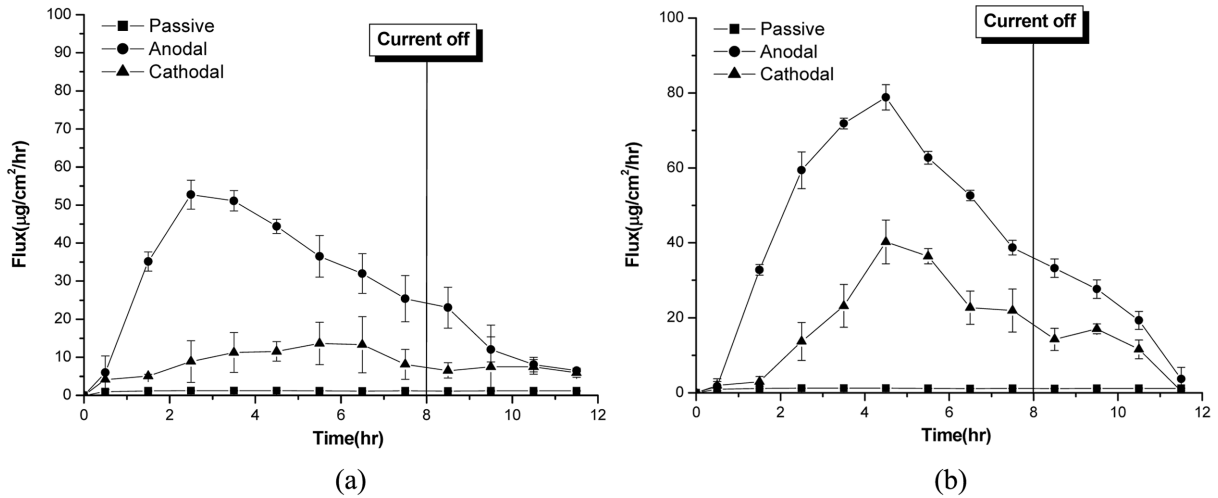 Passive
Anodal
Cathodal
Current off
100
90
80
70
60
50
40
30
20
10
0
Flux(μg/cm²/hr)
0 2 4 6 8 10 12
Time(hr)
(a)
Passive
Anodal
Cathodal
Current off
100
80
60
40
20
0
Flux(μg/cm²/hr)
0 2 4 6 8 10 12
Time(hr)
(b)